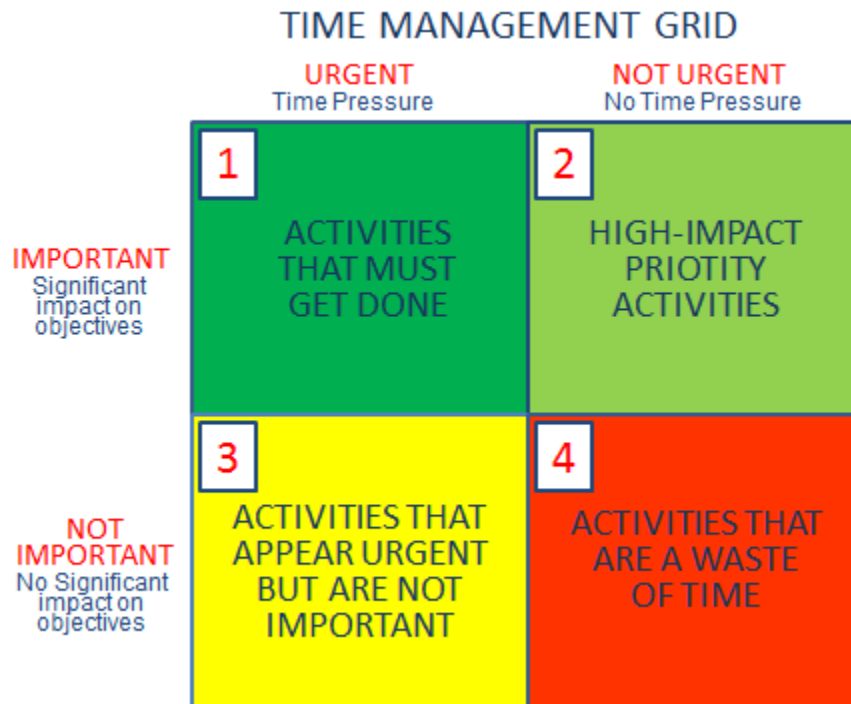 TIME MANAGEMENT GRID
URGENT
Time Pressure
NOT URGENT
No Time Pressure
IMPORTANT
Significant
impact on
objectives
1
ACTIVITIES
THAT MUST
GET DONE
2
HIGH-IMPACT
PRIOTITY
ACTIVITIES
NOT
IMPORTANT
No Significant
impact on
objectives
3
ACTIVITIES THAT
APPEAR URGENT
BUT ARE NOT
IMPORTANT
4
ACTIVITIES THAT
ARE A WASTE
OF TIME